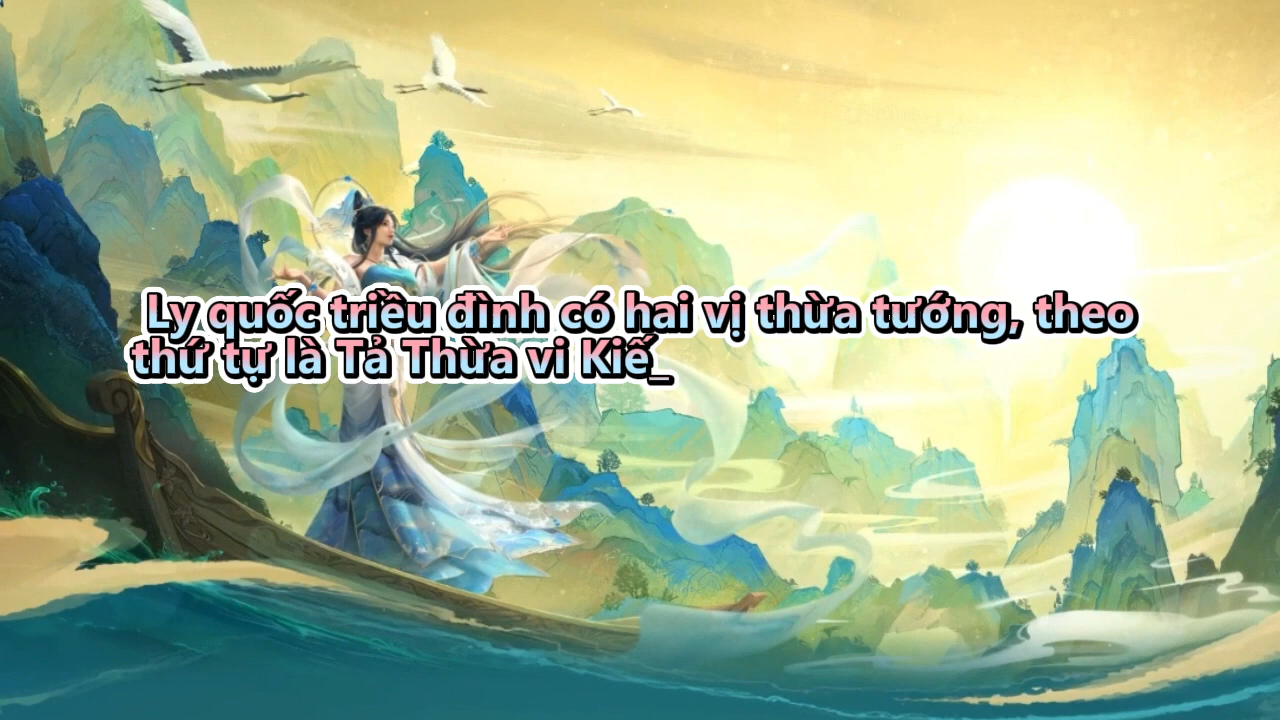 Ly quốc triều đình có hai vị thừa tướng, theo
thứ tự là Tả Thừa vi Kiế_